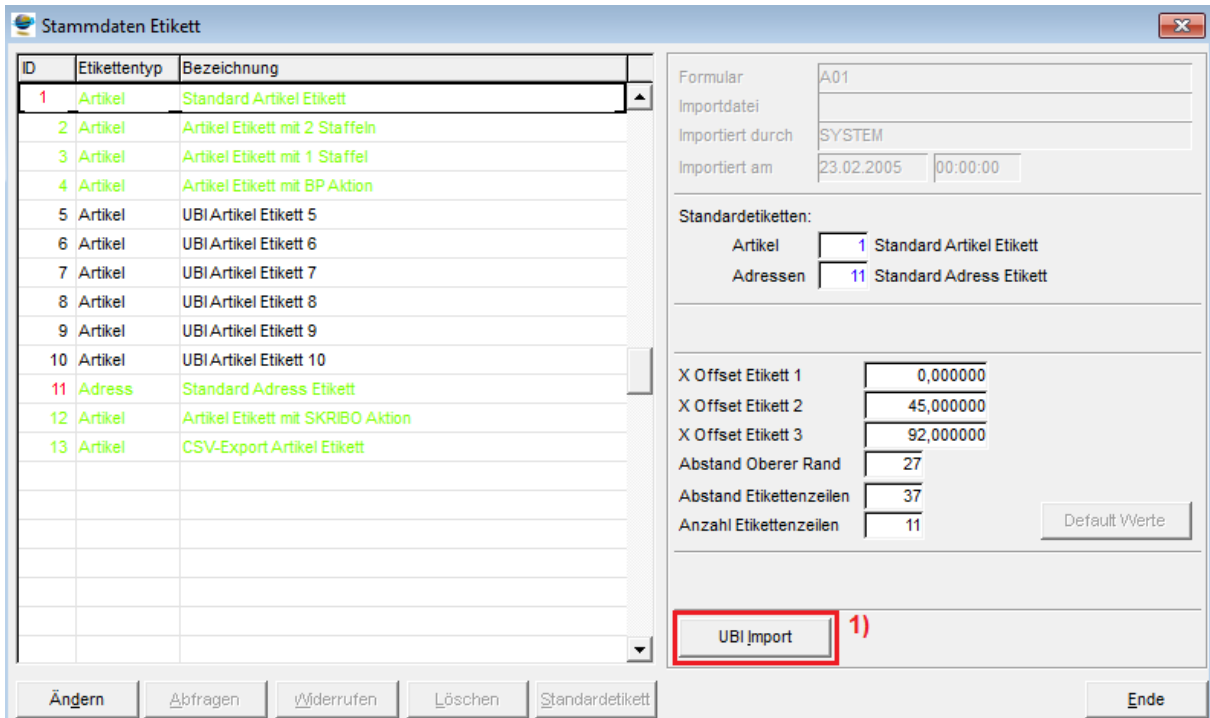 Stammdaten Etikett
ID Etikettentyp Bezeichnung
1 Artikel Standard Artikel Etikett
2 Artikel Artikel Etikett mit 2 Staffeln
3 Artikel Artikel Etikett mit 1 Staffel
4 Artikel Artikel Etikett mit BP Aktion
5 Artikel UBI Artikel Etikett 5
6 Artikel UBI Artikel Etikett 6
7 Artikel UBI Artikel Etikett 7
8 Artikel UBI Artikel Etikett 8
9 Artikel UBI Artikel Etikett 9
10 Artikel UBI Artikel Etikett 10
11 Adress Standard Adress Etikett
12 Artikel Artikel Etikett mit SKRIBO Aktion
13 Artikel CSV-Export Artikel Etikett
Formular A01
Importdatei
Importiert durch SYSTEM
Importiert am 23.02.2005 00:00:00
Standardetiketten:
Artikel 1 Standard Artikel Etikett
Adressen 11 Standard Adress Etikett
X Offset Etikett 1 0,000000
X Offset Etikett 2 45,000000
X Offset Etikett 3 92,000000
Abstand Oberer Rand 27
Abstand Etikettenzeilen 37
Anzahl Etikettenzeilen 11
Default Werte
UBI Import 1)
Ändern Abfragen Widerrufen Löschen Standardetikett Ende